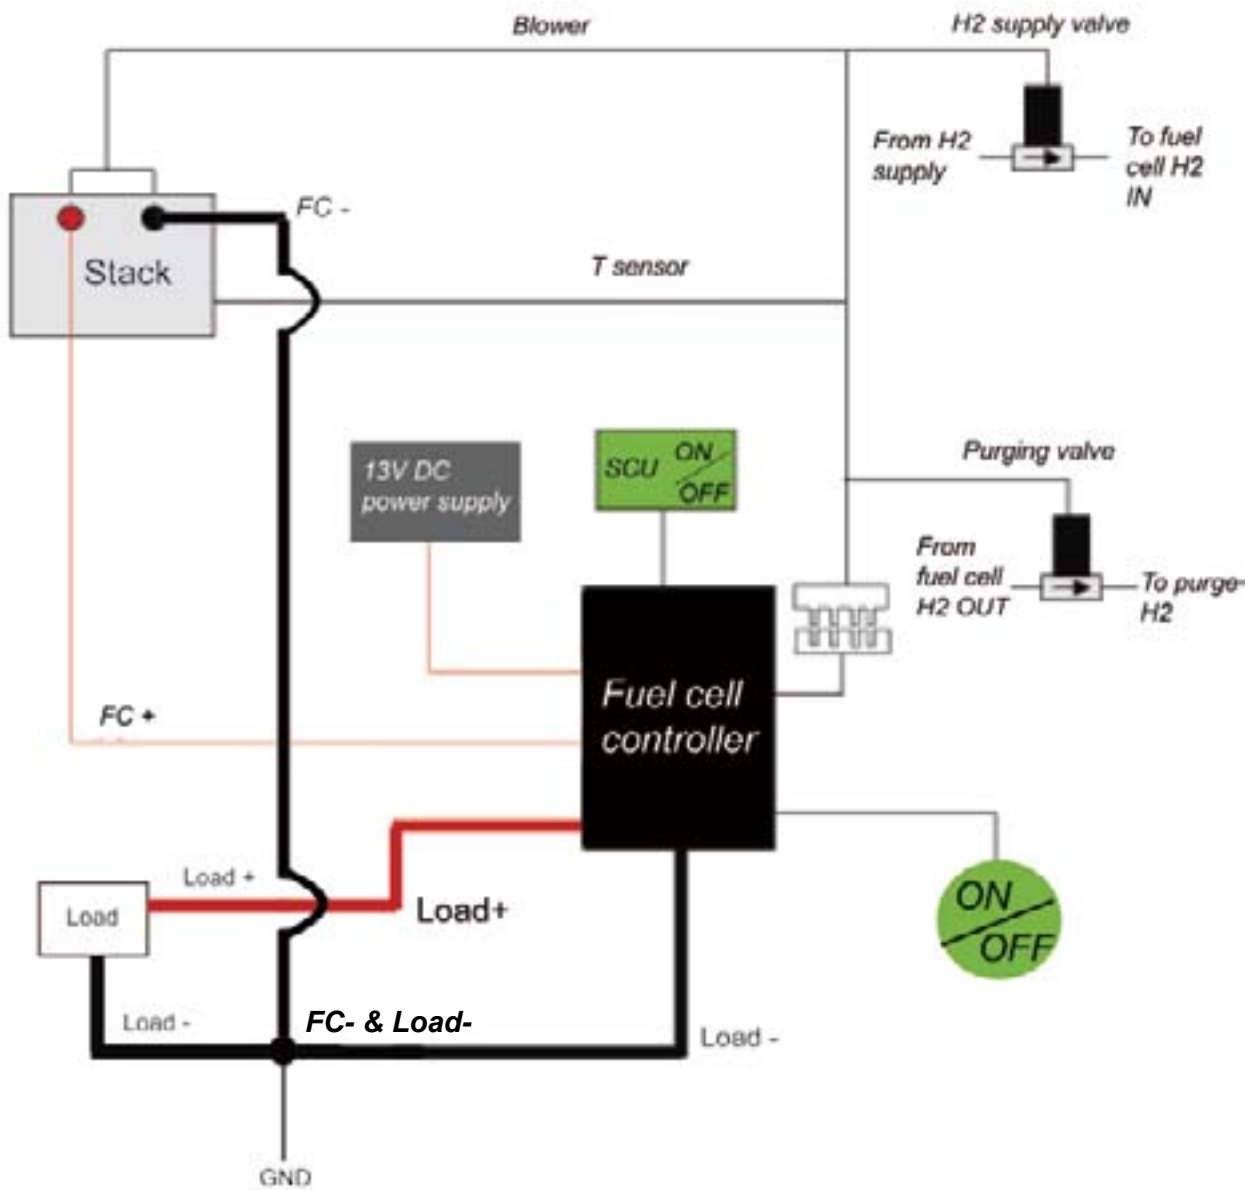 Blower
H2 supply valve
From H2
supply
To fuel
cell H2
IN
FC -
Stack
T sensor
13V DC
power supply
SCU ON
OFF
Purging valve
From
fuel cell
H2 OUT
To purge
H2
Fuel cell
controller
FC +
Load +
Load
Load+
ON
OFF
Load -
FC- & Load-
Load -
GND